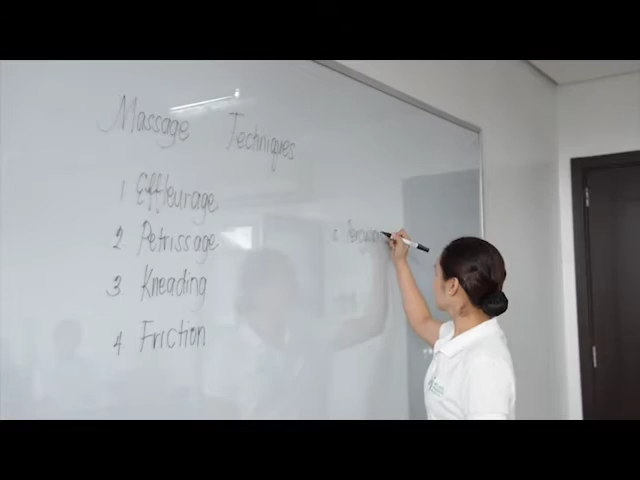 Massage Techniques
1 Effleurage
2 Petrissage
3. Kneading
4 Friction